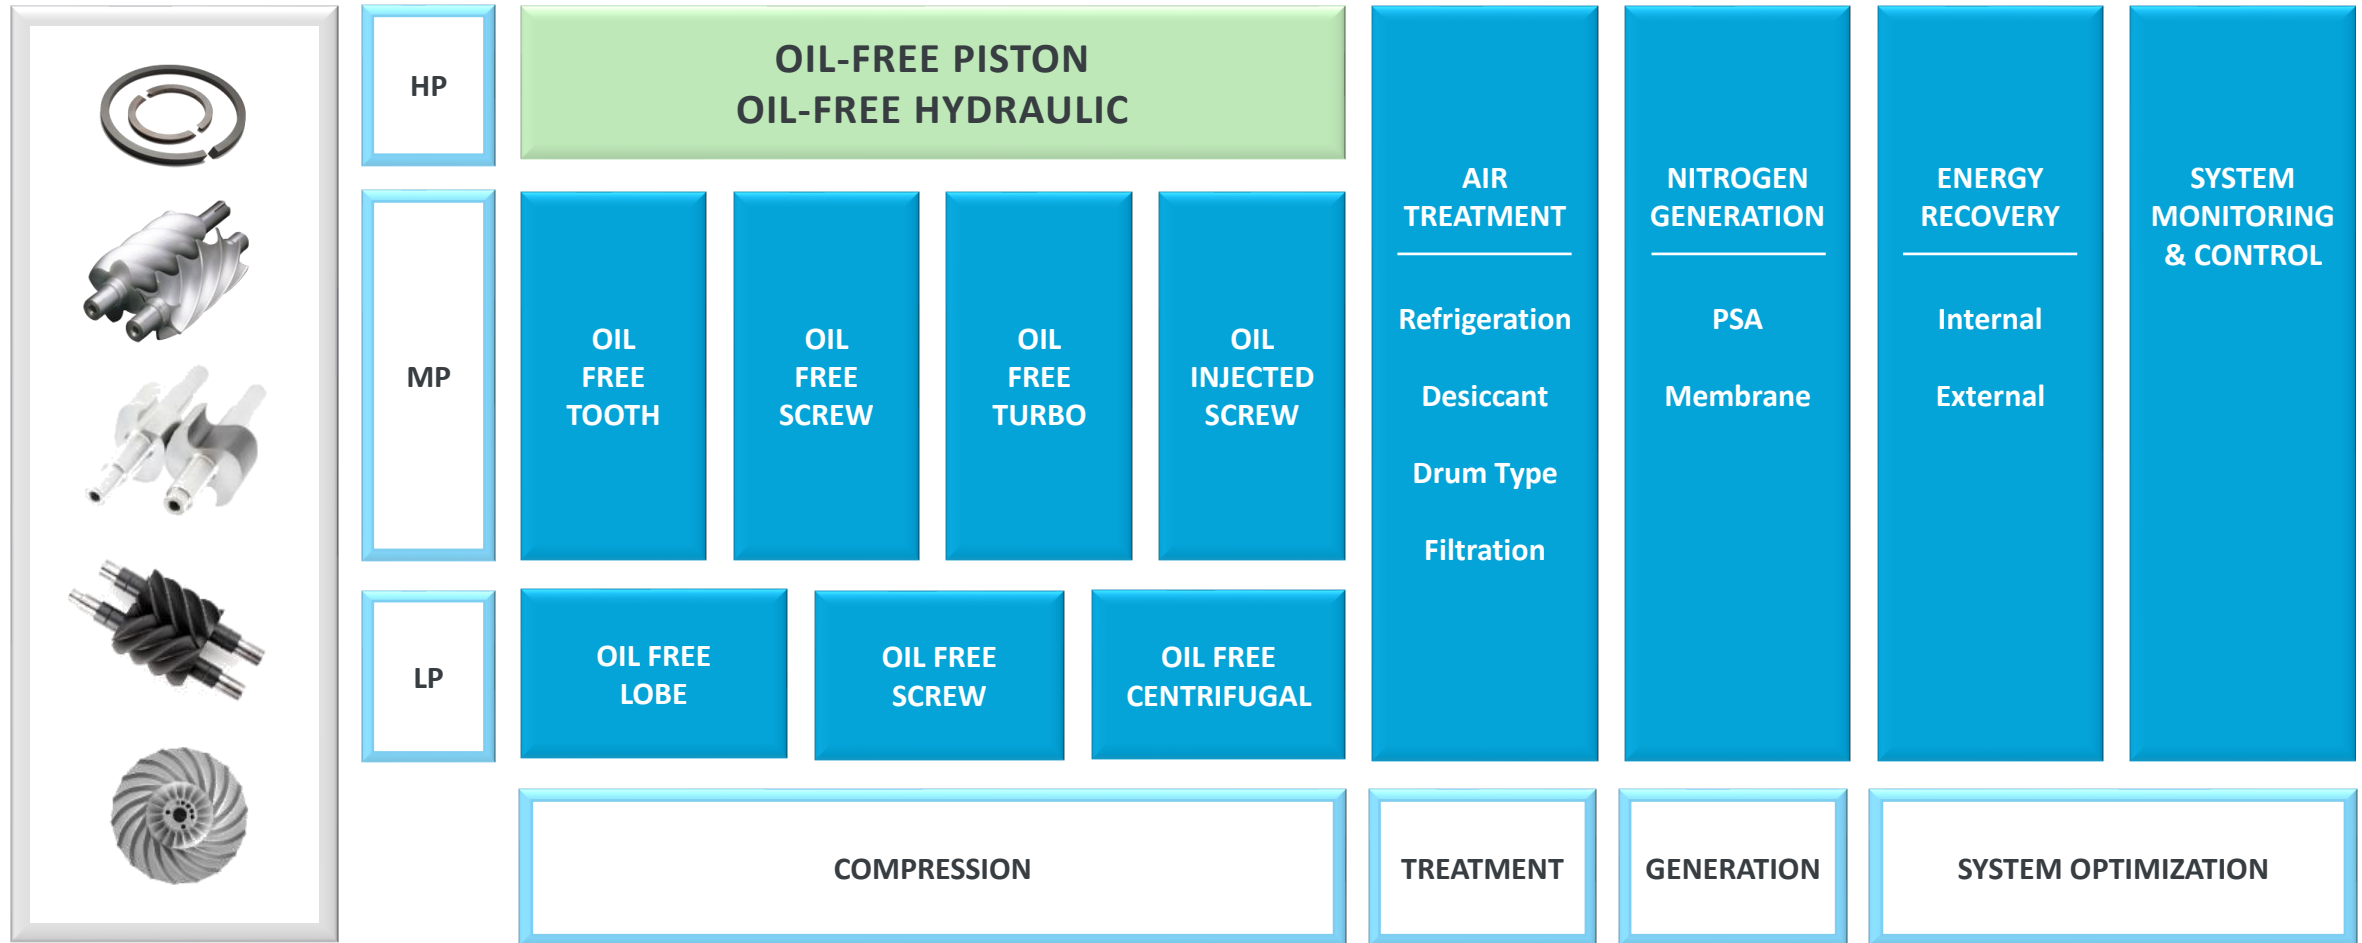 HP
OIL-FREE PISTON
OIL-FREE HYDRAULIC
MP
OIL
FREE
TOOTH
OIL
FREE
SCREW
OIL
FREE
TURBO
OIL
INJECTED
SCREW
LP
OIL FREE
LOBE
OIL FREE
SCREW
OIL FREE
CENTRIFUGAL
AIR
TREATMENT
Refrigeration
Desiccant
Drum Type
Filtration
NITROGEN
GENERATION
PSA
Membrane
ENERGY
RECOVERY
Internal
External
SYSTEM
MONITORING
& CONTROL
COMPRESSION
TREATMENT
GENERATION
SYSTEM OPTIMIZATION